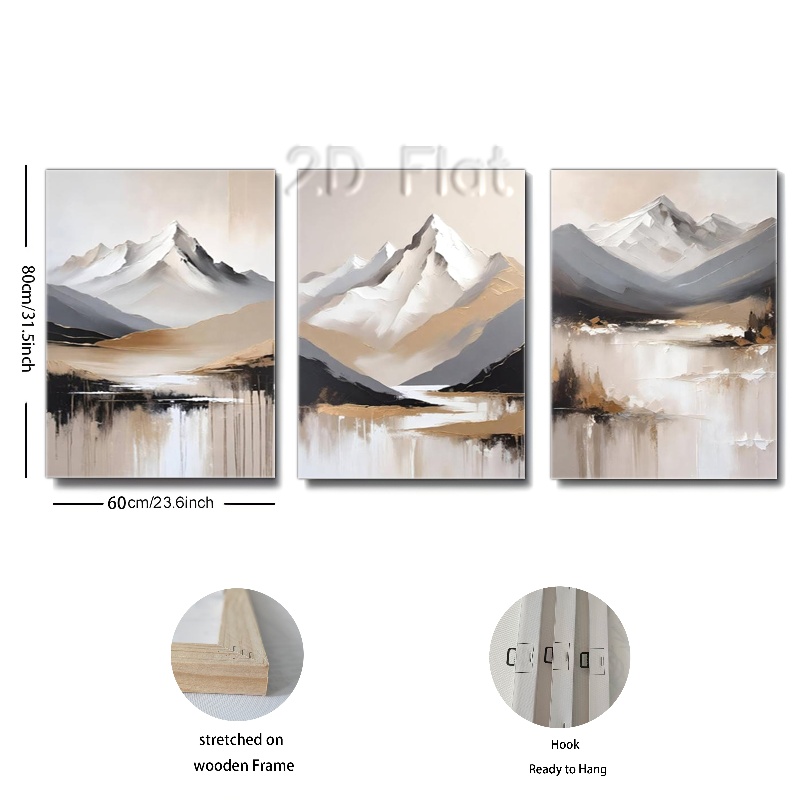 2D Flat
80cm/31.5inch
60cm/23.6inch
stretched on
wooden Frame
Hook
Ready to Hang